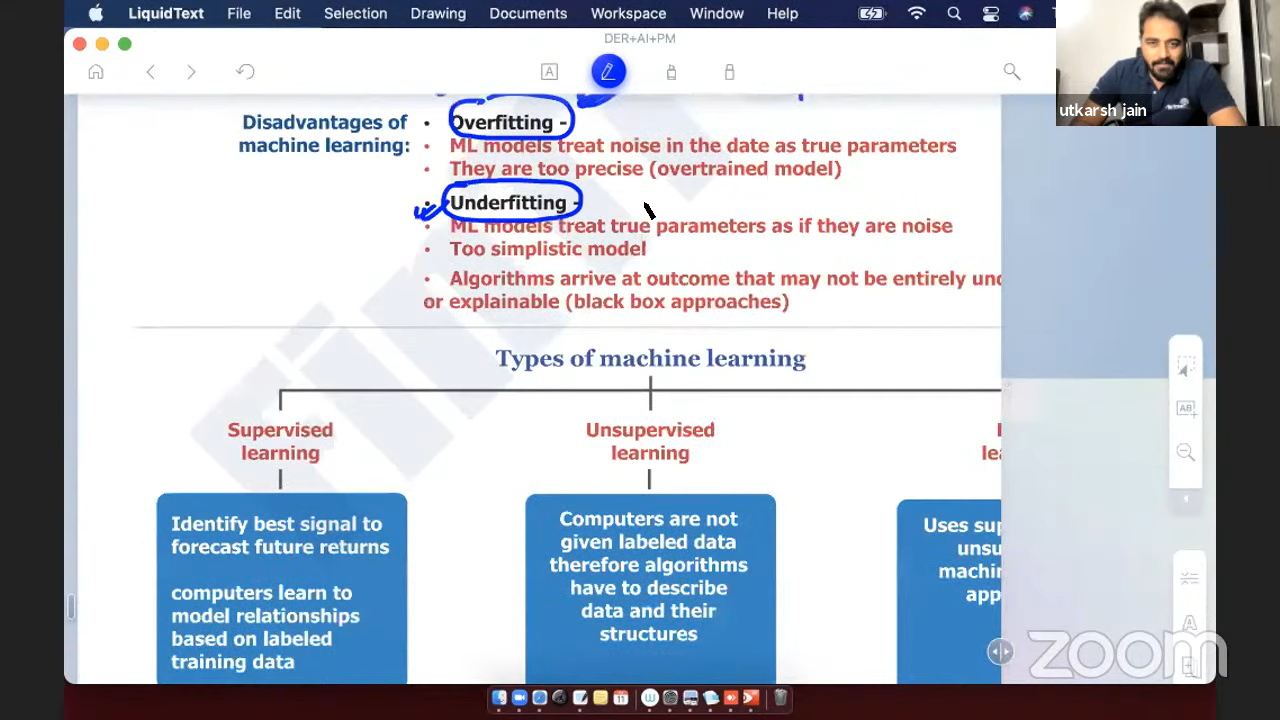 LiquidText File Edit Selection Drawing Documents Workspace Window Help
DER+AI+PM
utkarsh jain
Disadvantages of
machine learning:
• Overfitting -
• ML models treat noise in the date as true parameters
• They are too precise (overtrained model)
• Underfitting -
• ML models treat true parameters as if they are noise
• Too simplistic model
• Algorithms arrive at outcome that may not be entirely
or explainable (black box approaches)
Types of machine learning
Supervised
learning
Identify best signal to
forecast future returns
computers learn to
model relationships
based on labeled
training data
Unsupervised
learning
Computers are not
given labeled data
therefore algorithms
have to describe
data and their
structures
Uses
zoom